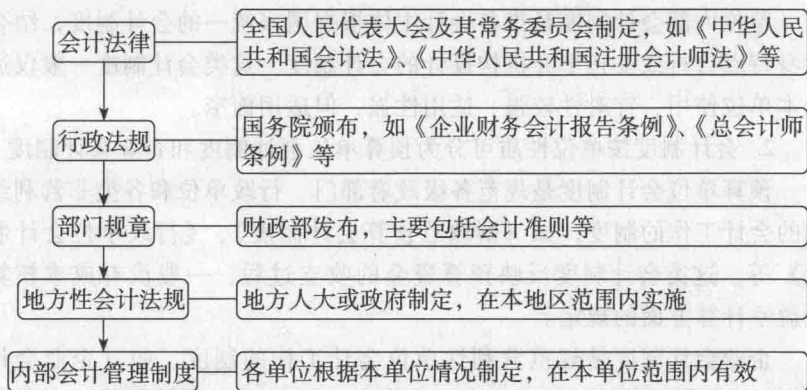 会计法律
全国人民代表大会及其常务委员会制定，如《中华人民
共和国会计法》、《中华人民共和国注册会计师法》等
行政法规
国务院颁布，如《企业财务会计报告条例》、《总会计师
条例》等
部门规章
财政部发布，主要包括会计准则等
地方性会计法规
地方人大或政府制定，在本地区范围内实施
内部会计管理制度
各单位根据本单位情况制定，在本单位范围内有效